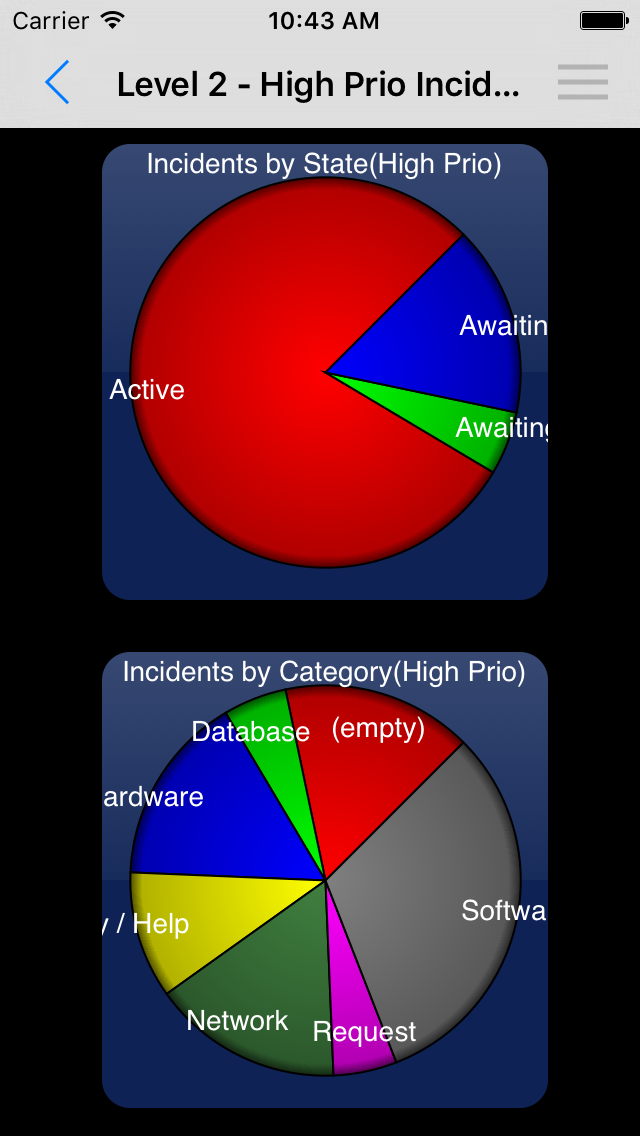 Carrier 10:43 AM
Level 2 - High Prio Incid...
Incidents by State(High Prio)
Awaitin
Active
Awaiting
Incidents by Category(High Prio)
(empty)
Database
ardware
Softwa
/ Help
Network
Request